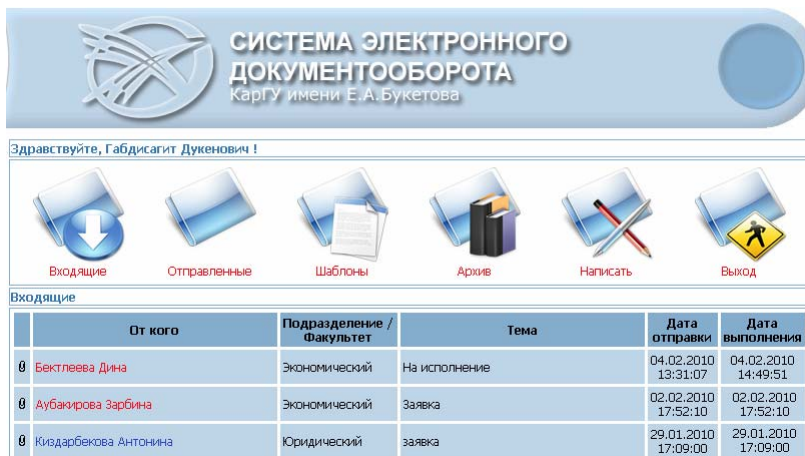 СИСТЕМА ЭЛЕКТРОННОГО
ДОКУМЕНТООБОРОТА
КарГУ имени Е.А.Букетова
Здравствуйте, Габдисагит Дукенович !
Входящие Отправленные Шаблоны Архив Написать Выход
Входящие
От кого Подразделение / Факультет Тема Дата отправки Дата выполнения
Бектлеева Дина Экономический На исполнение 04.02.2010 13:31:07 04.02.2010 14:49:51
Аубакирова Зарбина Экономический Заявка 02.02.2010 17:52:10 02.02.2010 17:52:10
Киздарбекова Антонина Юридический заявка 29.01.2010 17:09:00 29.01.2010 17:09:00